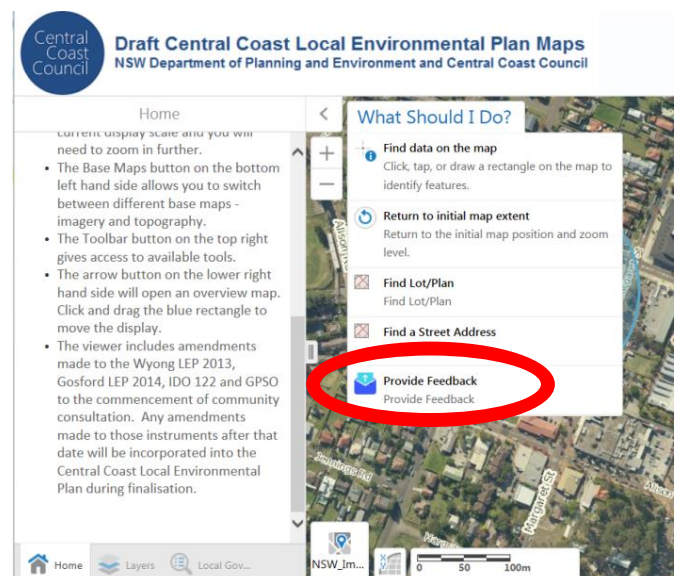 Central
Coast
Council
Draft Central Coast Local Environmental Plan Maps
NSW Department of Planning and Environment and Central Coast Council
Home
current display scale and you will
need to zoom in further.
• The Base Maps button on the bottom
left hand side allows you to switch
between different base maps -
imagery and topography.
• The Toolbar button on the top right
gives access to available tools.
• The arrow button on the lower right
hand side will open an overview map.
Click and drag the blue rectangle to
move the display.
• The viewer includes amendments
made to the Wyong LEP 2013,
Gosford LEP 2014, IDO 122 and GPSO
to the commencement of community
consultation. Any amendments
made to those instruments after that
date will be incorporated into the
Central Coast Local Environmental
Plan during finalisation.
Home
Layers
Local Gov...
What Should I Do?
Find data on the map
Click, tap, or draw a rectangle on the map to
identify features.
Return to initial map extent
Return to the initial map position and zoom
level.
Find Lot/Plan
Find Lot/Plan
Find a Street Address
Provide Feedback
Provide Feedback
Alison
Jennings Rd
Margaret St
Alison
NSW_Im...
0 50 100m